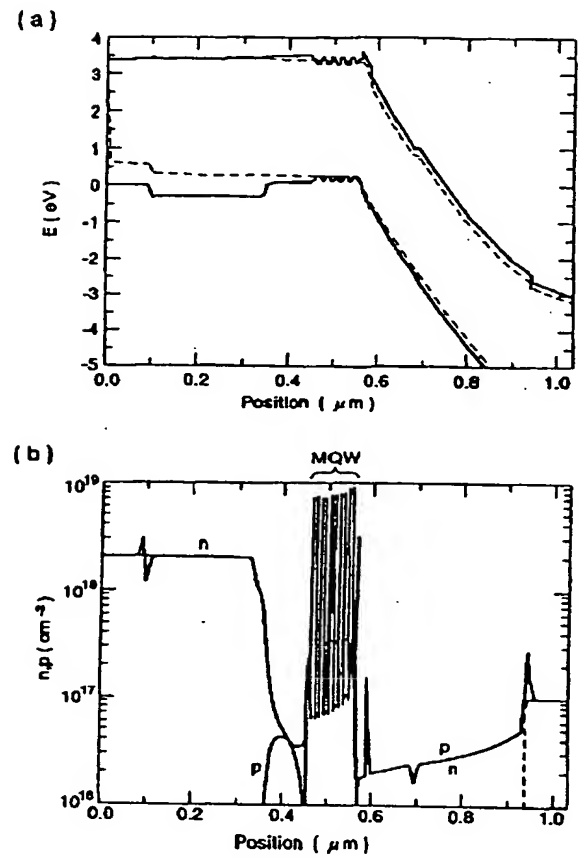 (a)
4
3
2
1
0
-1
-2
-3
-4
-5
E (eV)
0.0 0.2 0.4 0.6 0.8 1.0
Position ( μm )
(b)
MQW
10¹⁹
10¹⁸
10¹⁷
10¹⁶
n,p (cm⁻³)
n
p
p
n
0.0 0.2 0.4 0.6 0.8 1.0
Position ( μm )